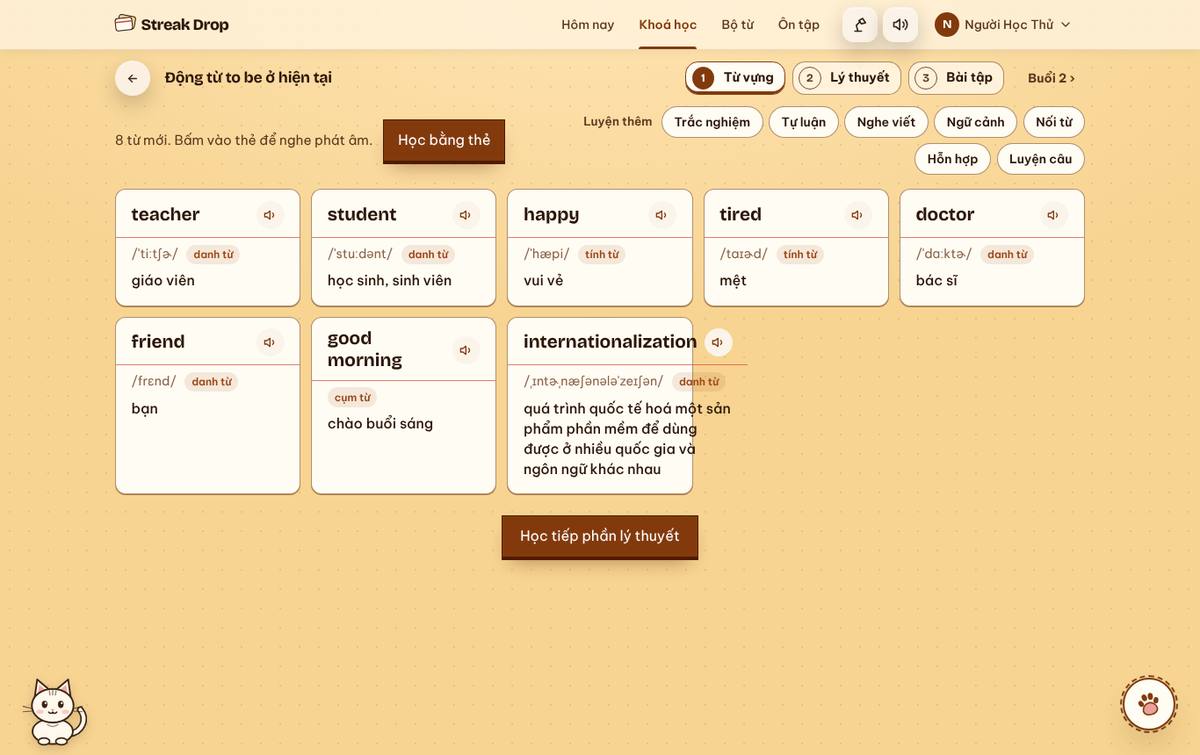 Streak Drop
Hôm nay
Khoá học
Bộ từ
Ôn tập
N
Người Học Thử
Động từ to be ở hiện tại
1 Từ vựng
2 Lý thuyết
3 Bài tập
Buổi 2 ›
8 từ mới. Bấm vào thẻ để nghe phát âm.
Học bằng thẻ
Luyện thêm
Trắc nghiệm
Tự luận
Nghe viết
Ngữ cảnh
Nối từ
Hỗn hợp
Luyện câu
teacher
/ˈtiːtʃɚ/ danh từ
giáo viên
student
/ˈstuːdənt/ danh từ
học sinh, sinh viên
happy
/ˈhæpi/ tính từ
vui vẻ
tired
/taɪɚd/ tính từ
mệt
doctor
/ˈdɑːktɚ/ danh từ
bác sĩ
friend
/frɛnd/ danh từ
bạn
good
morning
cụm từ
chào buổi sáng
internationalization
/ˌɪntɚˌnæʃənələˈzeɪʃən/ danh từ
quá trình quốc tế hoá một sản
phẩm phần mềm để dùng
được ở nhiều quốc gia và
ngôn ngữ khác nhau
Học tiếp phần lý thuyết